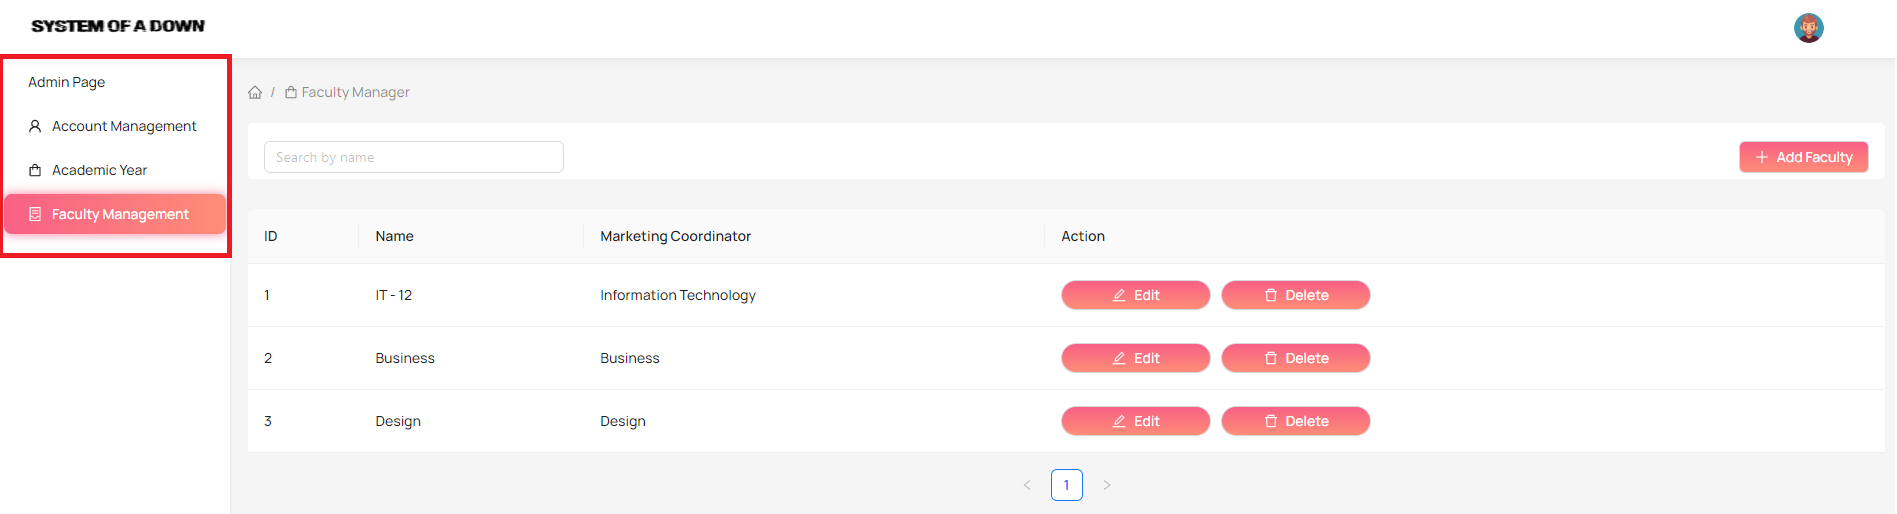 SYSTEM OF A DOWN
Admin Page
Account Management
Academic Year
Faculty Management
/ Faculty Manager
Search by name
+ Add Faculty
ID Name Marketing Coordinator Action
1 IT - 12 Information Technology Edit Delete
2 Business Business Edit Delete
3 Design Design Edit Delete
< 1 >